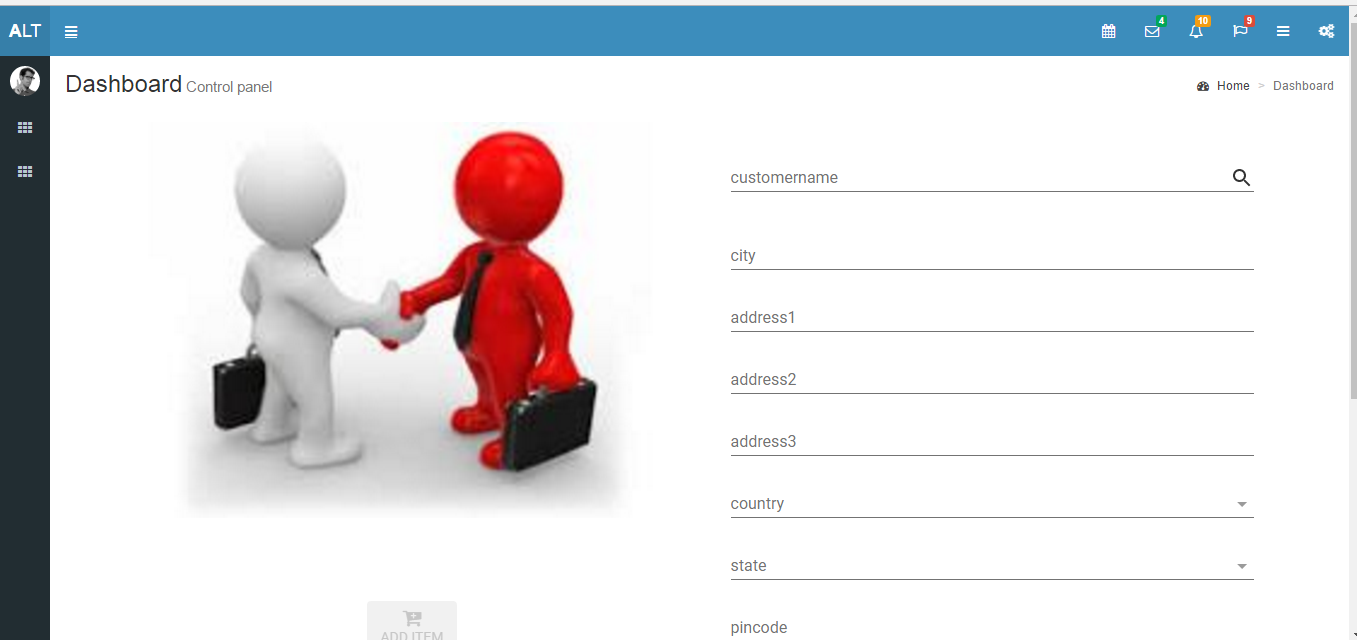 ALT
4
10
9
Dashboard Control panel
Home > Dashboard
customername
city
address1
address2
address3
country
state
pincode
ADD ITEM